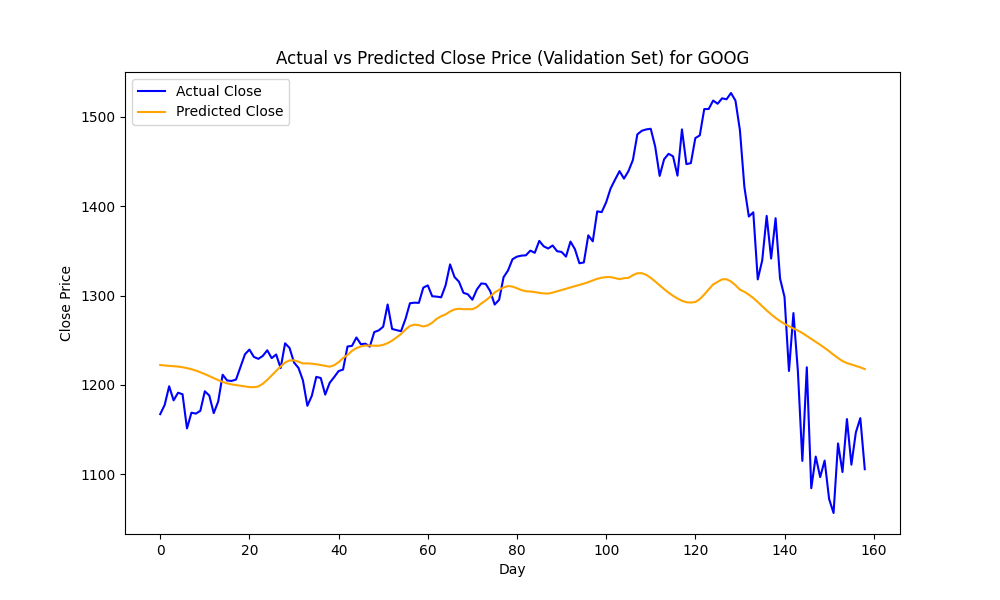 Actual vs Predicted Close Price (Validation Set) for GOOG
Actual Close
Predicted Close
1500
1400
1300
1200
1100
Close Price
0 20 40 60 80 100 120 140 160
Day